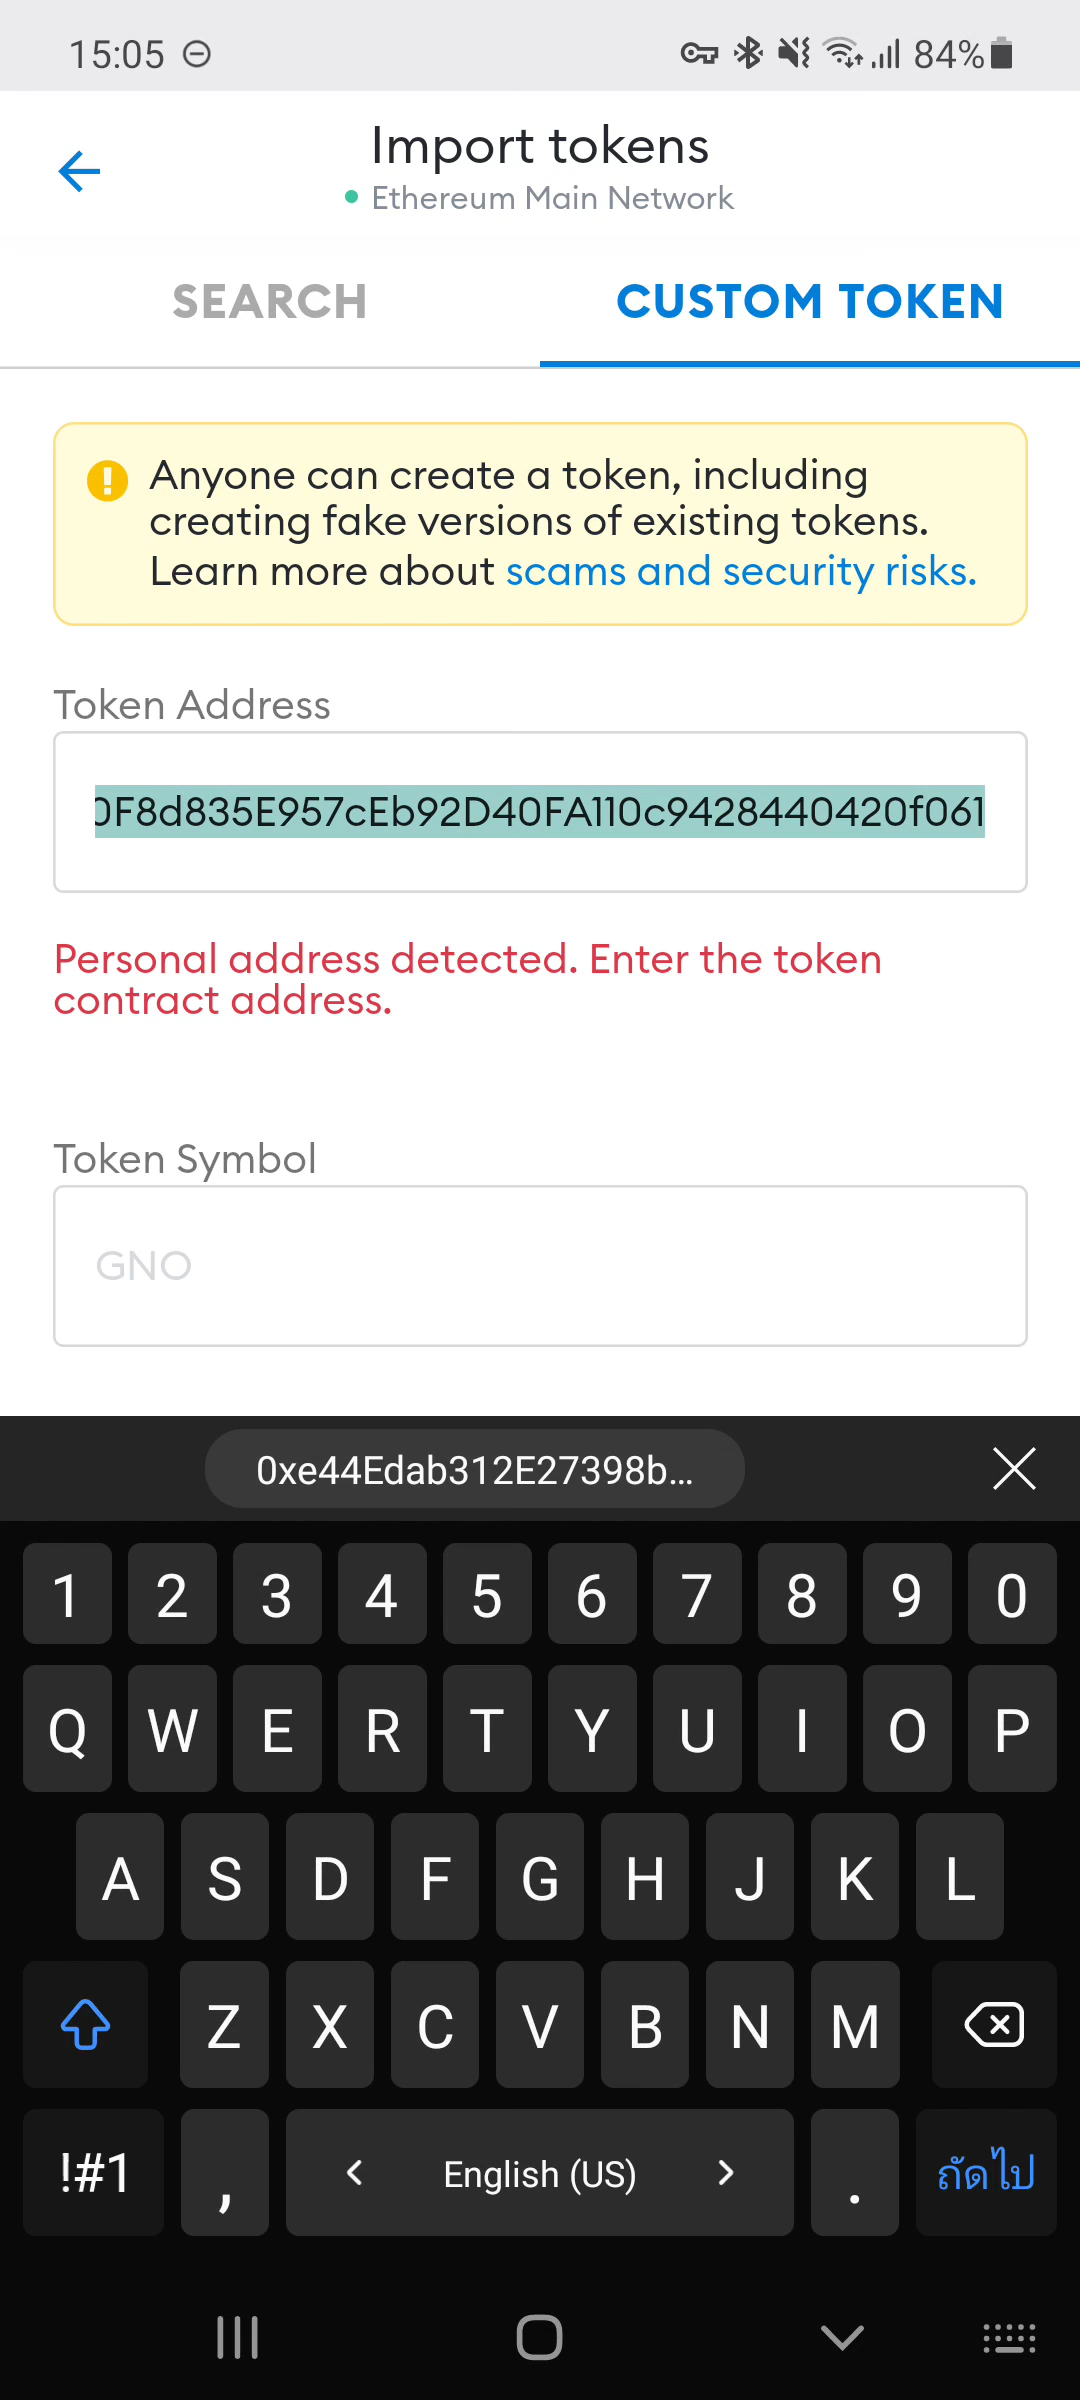 15:05
84%
Import tokens
Ethereum Main Network
SEARCH
CUSTOM TOKEN
Anyone can create a token, including
creating fake versions of existing tokens.
Learn more about scams and security risks.
Token Address
0F8d835E957cEb92D40FA110c9428440420f061
Personal address detected. Enter the token
contract address.
Token Symbol
GNO
0xe44Edab312E27398b...
1 2 3 4 5 6 7 8 9 0
Q W E R T Y U I O P
A S D F G H J K L
Z X C V B N M
!#1 , < English (US) > . ถัดไป